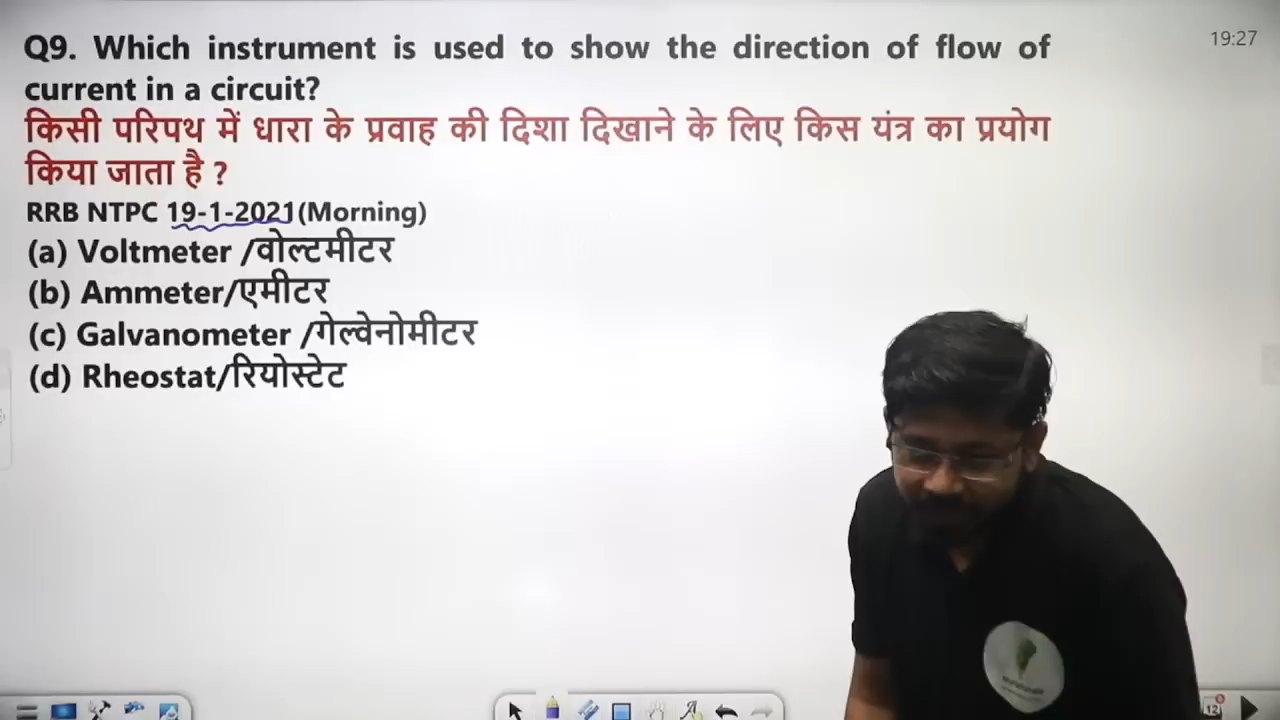 Q9. Which instrument is used to show the direction of flow of
19:27
current in a circuit?
किसी परिपथ में धारा के प्रवाह की दिशा दिखाने के लिए किस यंत्र का प्रयोग
किया जाता है ?
RRB NTPC 19-1-2021(Morning)
(a) Voltmeter /वोल्टमीटर
(b) Ammeter/एमीटर
(c) Galvanometer /गेल्वेनोमीटर
(d) Rheostat/रियोस्टेट
12